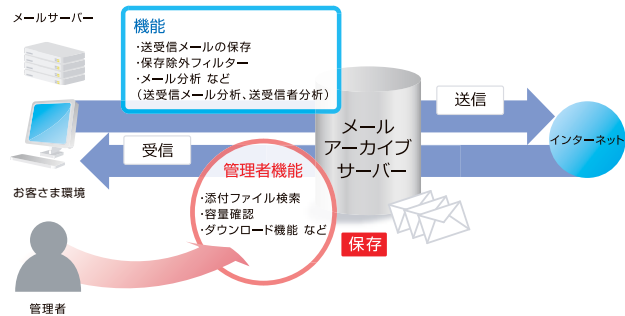 メールサーバー
機能
・送受信メールの保存
・保存除外フィルター
・メール分析 など
（送受信メール分析、送受信者分析）
送信
メール
アーカイブ
サーバー
インターネット
受信
お客さま環境
管理者機能
・添付ファイル検索
・容量確認
・ダウンロード機能 など
保存
管理者